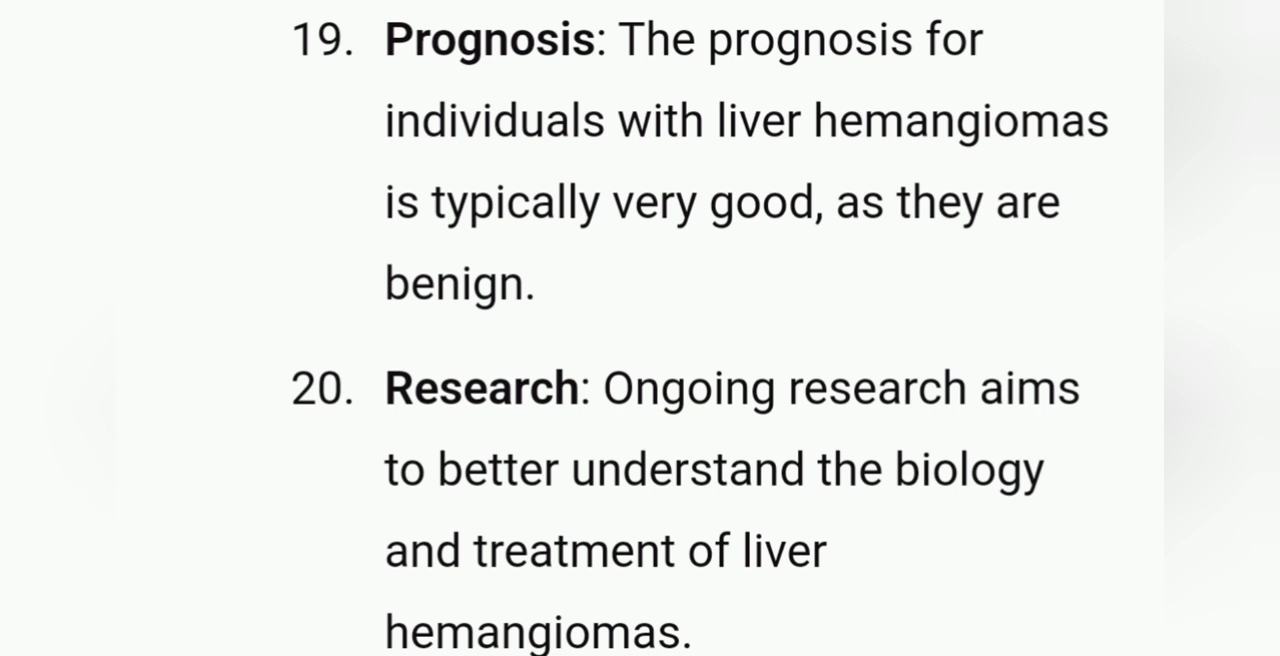 19. Prognosis: The prognosis for
individuals with liver hemangiomas
is typically very good, as they are
benign.
20. Research: Ongoing research aims
to better understand the biology
and treatment of liver
hemangiomas.